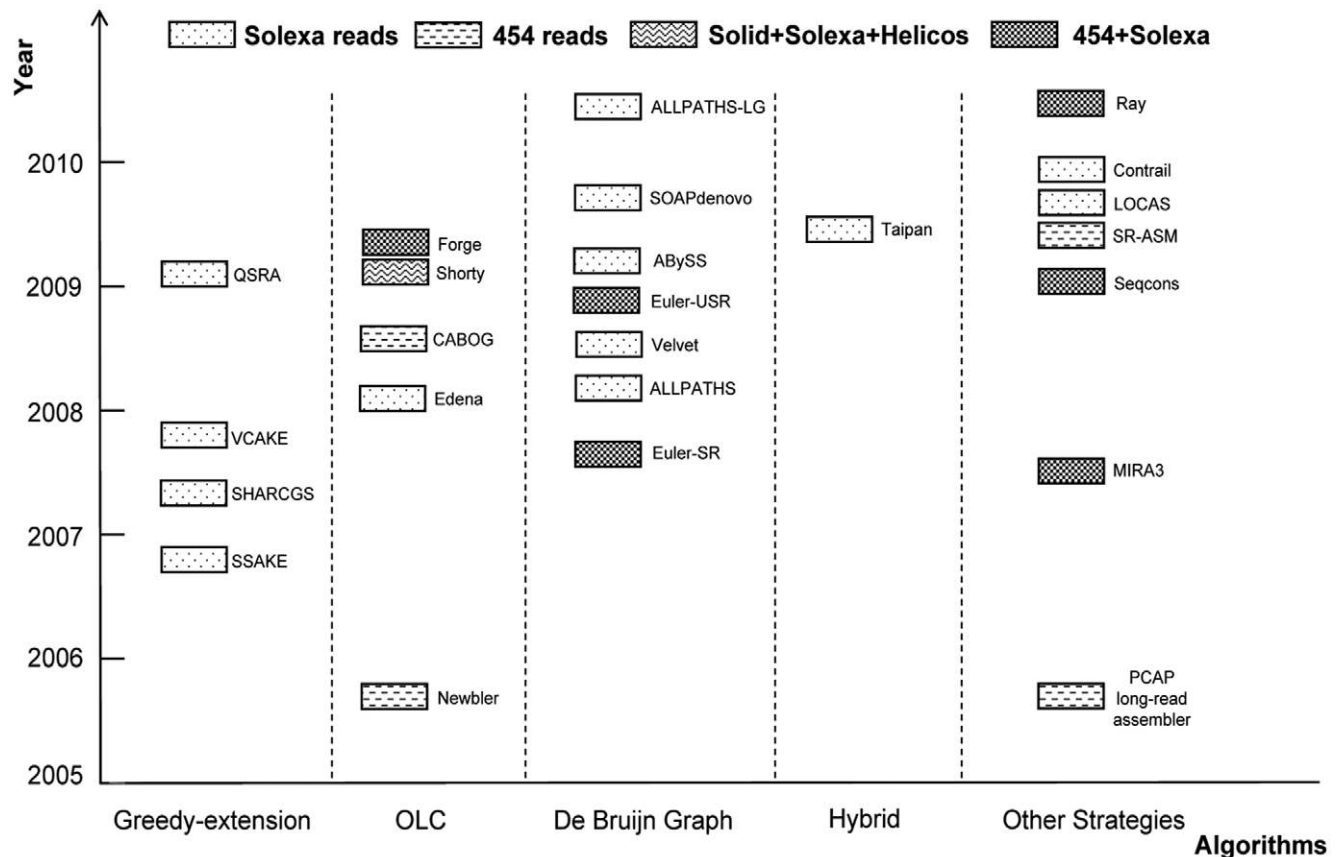 Year
Solexa reads 454 reads Solid+Solexa+Helicos 454+Solexa
2010
2009
2008
2007
2006
2005
QSRA
VCAKE
SHARCGS
SSAKE
Forge
Shorty
CABOG
Edena
Newbler
ALLPATHS-LG
SOAPdenovo
ABySS
Euler-USR
Velvet
ALLPATHS
Euler-SR
Taipan
Ray
Contrail
LOCAS
SR-ASM
Seqcons
MIRA3
PCAP
long-read
assembler
Greedy-extension OLC De Bruijn Graph Hybrid Other Strategies
Algorithms